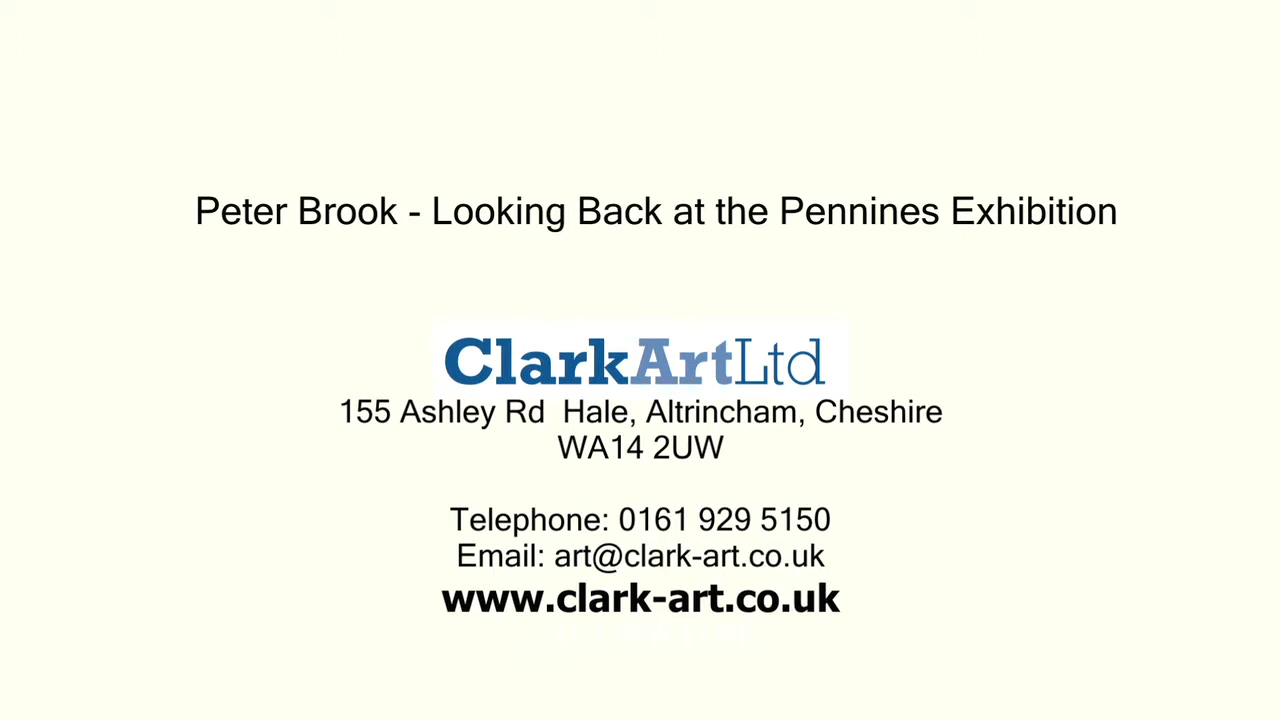 Peter Brook - Looking Back at the Pennines Exhibition
ClarkArtLtd
155 Ashley Rd  Hale, Altrincham, Cheshire
WA14 2UW
Telephone: 0161 929 5150
Email: art@clark-art.co.uk
www.clark-art.co.uk